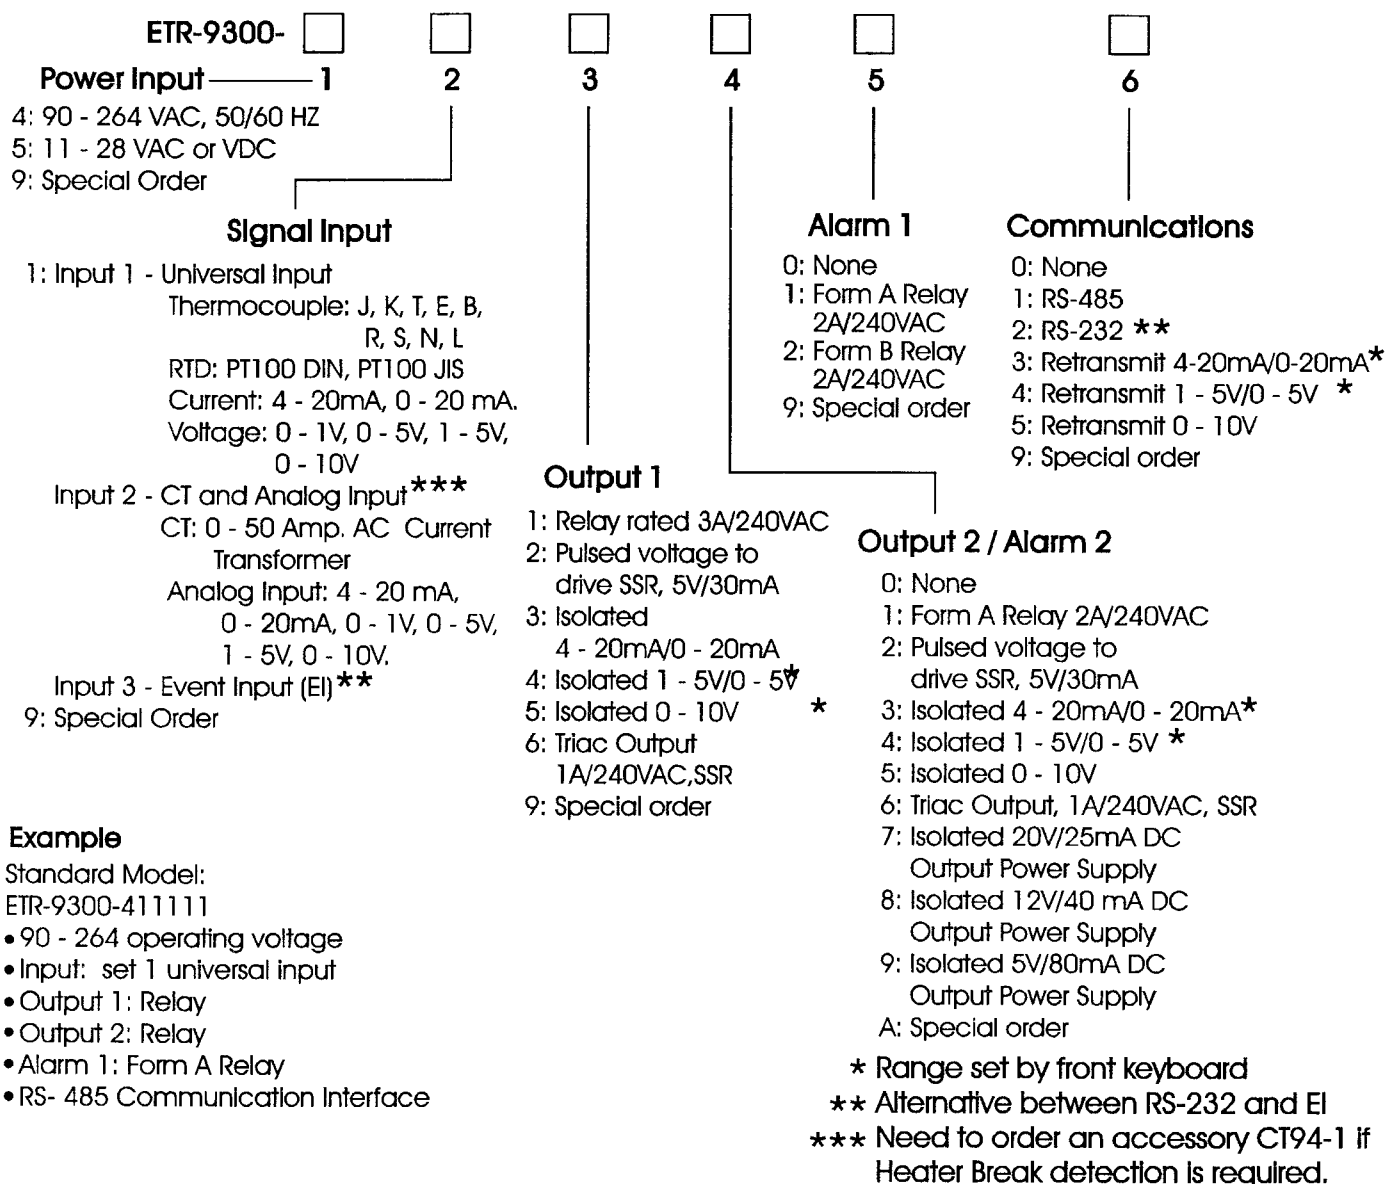 ETR-9300-
Power Input 1 2 3 4 5 6
4: 90 - 264 VAC, 50/60 HZ
5: 11 - 28 VAC or VDC
9: Special Order
Signal Input
1: Input 1 - Universal Input
Thermocouple: J, K, T, E, B,
R, S, N, L
RTD: PT100 DIN, PT100 JIS
Current: 4 - 20mA, 0 - 20 mA.
Voltage: 0 - 1V, 0 - 5V, 1 - 5V,
0 - 10V
Input 2 - CT and Analog Input***
CT: 0 - 50 Amp. AC Current
Transformer
Analog Input: 4 - 20 mA,
0 - 20mA, 0 - 1V, 0 - 5V,
1 - 5V, 0 - 10V.
Input 3 - Event Input (EI)**
9: Special Order
Output 1
1: Relay rated 3A/240VAC
2: Pulsed voltage to
drive SSR, 5V/30mA
3: Isolated
4 - 20mA/0 - 20mA
4: Isolated 1 - 5V/0 - 5V*
5: Isolated 0 - 10V *
6: Triac Output
1A/240VAC,SSR
9: Special order
Alarm 1
0: None
1: Form A Relay
2A/240VAC
2: Form B Relay
2A/240VAC
9: Special order
Communications
0: None
1: RS-485
2: RS-232 **
3: Retransmit 4-20mA/0-20mA*
4: Retransmit 1 - 5V/0 - 5V *
5: Retransmit 0 - 10V
9: Special order
Output 2 / Alarm 2
0: None
1: Form A Relay 2A/240VAC
2: Pulsed voltage to
drive SSR, 5V/30mA
3: Isolated 4 - 20mA/0 - 20mA*
4: Isolated 1 - 5V/0 - 5V *
5: Isolated 0 - 10V
6: Triac Output, 1A/240VAC, SSR
7: Isolated 20V/25mA DC
Output Power Supply
8: Isolated 12V/40 mA DC
Output Power Supply
9: Isolated 5V/80mA DC
Output Power Supply
A: Special order
Example
Standard Model:
ETR-9300-411111
• 90 - 264 operating voltage
• Input: set 1 universal input
• Output 1: Relay
• Output 2: Relay
• Alarm 1: Form A Relay
• RS- 485 Communication Interface
* Range set by front keyboard
** Alternative between RS-232 and EI
*** Need to order an accessory CT94-1 if
Heater Break detection is required.